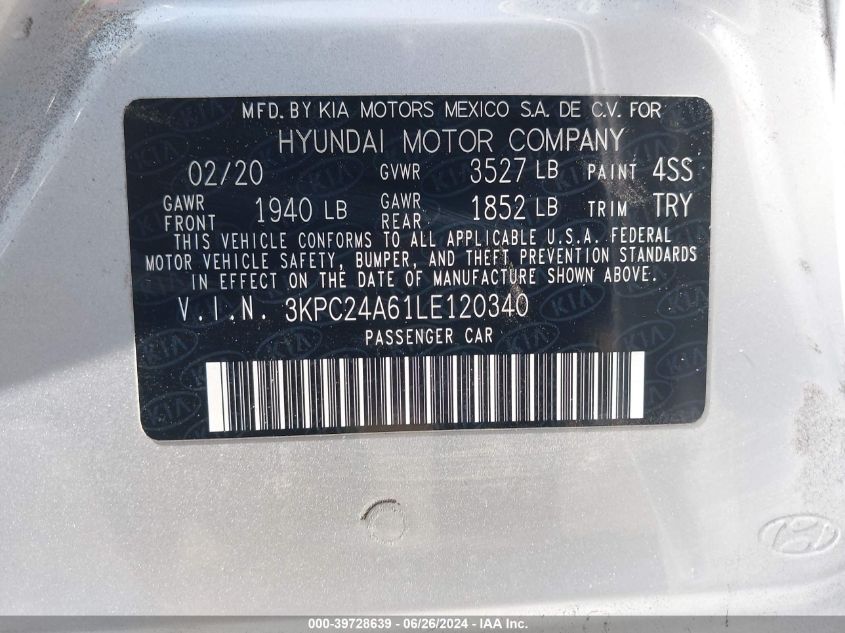 MFD. BY KIA MOTORS MEXICO S.A. DE C.V. FOR
HYUNDAI MOTOR COMPANY
02/20 GVWR 3527 LB PAINT 4SS
GAWR FRONT 1940 LB GAWR REAR 1852 LB TRIM TRY
THIS VEHICLE CONFORMS TO ALL APPLICABLE U.S.A. FEDERAL
MOTOR VEHICLE SAFETY, BUMPER, AND THEFT PREVENTION STANDARDS
IN EFFECT ON THE DATE OF MANUFACTURE SHOWN ABOVE.
V.I.N. 3KPC24A61LE120340
PASSENGER CAR
000-39728639 - 06/26/2024 - IAA Inc.